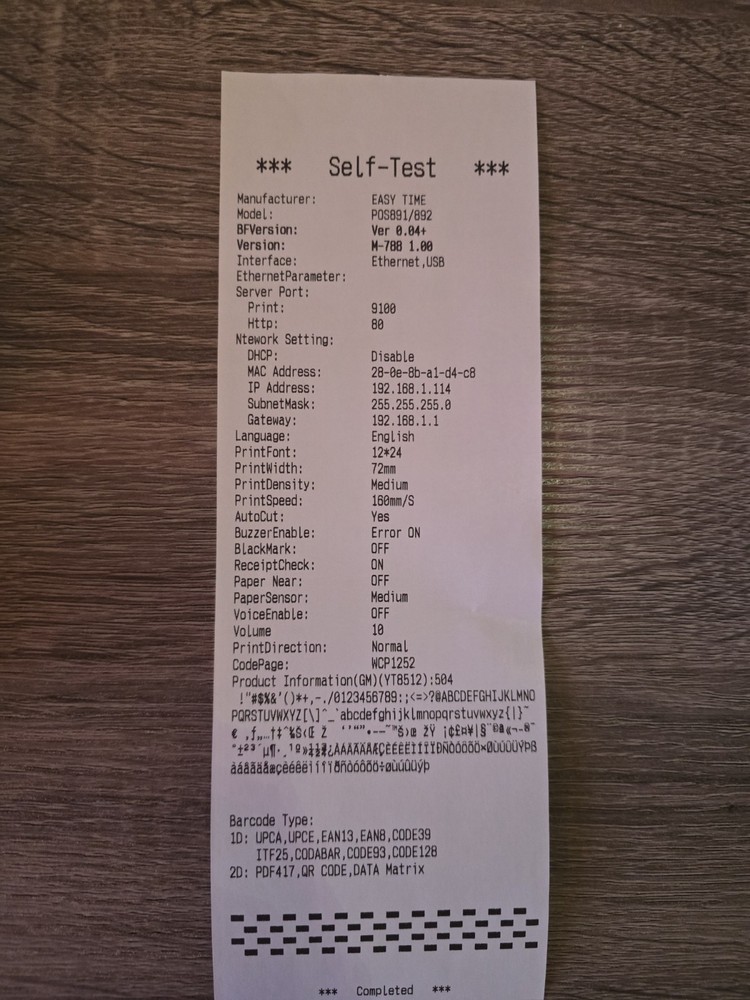 *** Self-Test ***
Manufacturer: EASY TIME
Model: POS891/892
BFVersion: Ver 0.04+
Version: M-788 1.00
Interface: Ethernet,USB
EthernetParameter:
Server Port:
Print: 9100
Http: 80
Ntework Setting:
DHCP: Disable
MAC Address: 28-0e-8b-a1-d4-c8
IP Address: 192.168.1.114
SubnetMask: 255.255.255.0
Gateway: 192.168.1.1
Language: English
PrintFont: 12*24
PrintWidth: 72mm
PrintDensity: Medium
PrintSpeed: 160mm/S
AutoCut: Yes
BuzzerEnable: Error ON
BlackMark: OFF
ReceiptCheck: ON
Paper Near: OFF
PaperSensor: Medium
VoiceEnable: OFF
Volume 10
PrintDirection: Normal
CodePage: WCP1252
Product Information(GM)(YT8512):504
!"#$%&'()*+,-./0123456789:;<=>?@ABCDEFGHIJKLMNO
PQRSTUVWXYZ[\]^_`abcdefghijklmnopqrstuvwxyz{|}~
Barcode Type:
1D: UPCA,UPCE,EAN13,EAN8,CODE39
ITF25,CODABAR,CODE93,CODE128
2D: PDF417,QR CODE,DATA Matrix
*** Completed ***